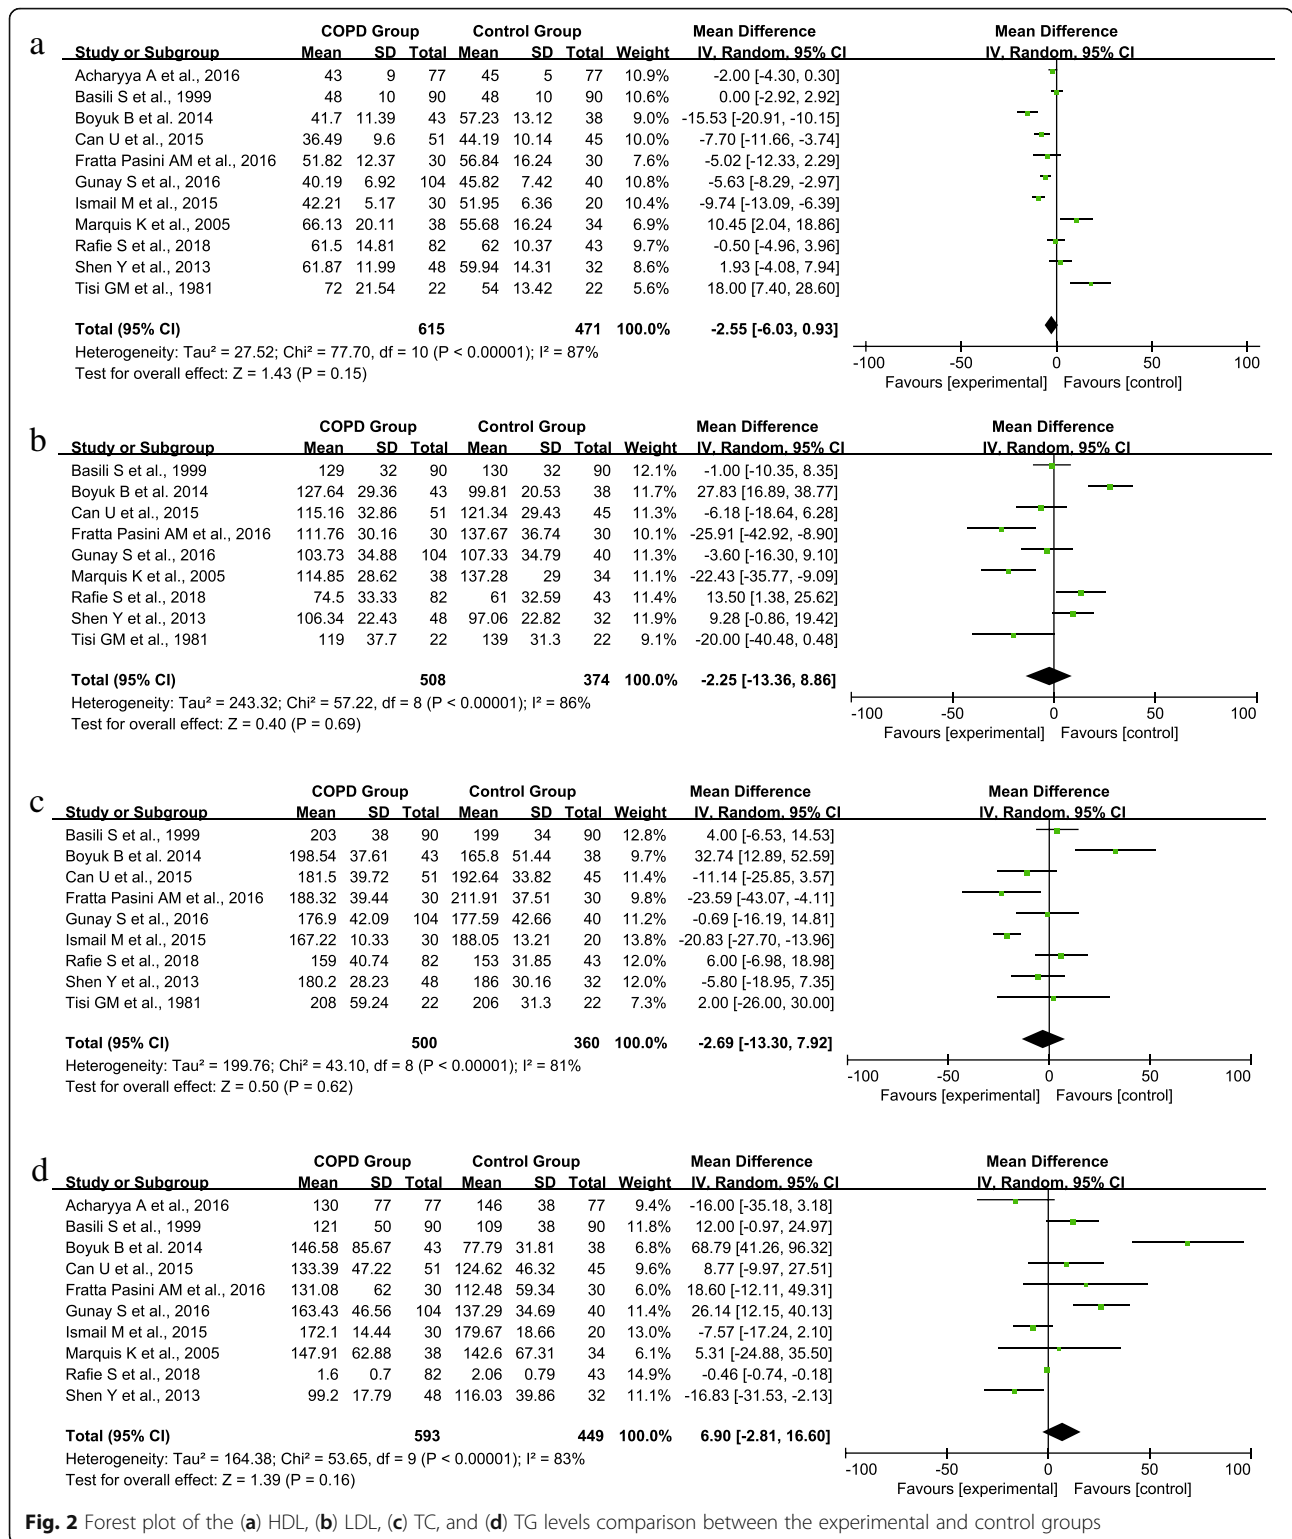 a
COPD Group Control Group Mean Difference Mean Difference
Study or Subgroup Mean SD Total Mean SD Total Weight IV, Random, 95% CI IV, Random, 95% CI
Acharyya A et al., 2016 43 9 77 45 5 77 10.9% -2.00 [-4.30, 0.30]
Basili S et al., 1999 48 10 90 48 10 90 10.6% 0.00 [-2.92, 2.92]
Boyuk B et al. 2014 41.7 11.39 43 57.23 13.12 38 9.0% -15.53 [-20.91, -10.15]
Can U et al., 2015 36.49 9.6 51 44.19 10.14 45 10.0% -7.70 [-11.66, -3.74]
Fratta Pasini AM et al., 2016 51.82 12.37 30 56.84 16.24 30 7.6% -5.02 [-12.33, 2.29]
Gunay S et al., 2016 40.19 6.92 104 45.82 7.42 40 10.8% -5.63 [-8.29, -2.97]
Ismail M et al., 2015 42.21 5.17 30 51.95 6.36 20 10.4% -9.74 [-13.09, -6.39]
Marquis K et al., 2005 66.13 20.11 38 55.68 16.24 34 6.9% 10.45 [2.04, 18.86]
Rafie S et al., 2018 61.5 14.81 82 62 10.37 43 9.7% -0.50 [-4.96, 3.96]
Shen Y et al., 2013 61.87 11.99 48 59.94 14.31 32 8.6% 1.93 [-4.08, 7.94]
Tisi GM et al., 1981 72 21.54 22 54 13.42 22 5.6% 18.00 [7.40, 28.60]
Total (95% CI) 615 471 100.0% -2.55 [-6.03, 0.93]
Heterogeneity: Tau² = 27.52; Chi² = 77.70, df = 10 (P < 0.00001); I² = 87%
Test for overall effect: Z = 1.43 (P = 0.15)
-100 -50 0 50 100
Favours [experimental] Favours [control]
b
COPD Group Control Group Mean Difference Mean Difference
Study or Subgroup Mean SD Total Mean SD Total Weight IV, Random, 95% CI IV, Random, 95% CI
Basili S et al., 1999 129 32 90 130 32 90 12.1% -1.00 [-10.35, 8.35]
Boyuk B et al. 2014 127.64 29.36 43 99.81 20.53 38 11.7% 27.83 [16.89, 38.77]
Can U et al., 2015 115.16 32.86 51 121.34 29.43 45 11.3% -6.18 [-18.64, 6.28]
Fratta Pasini AM et al., 2016 111.76 30.16 30 137.67 36.74 30 10.1% -25.91 [-42.92, -8.90]
Gunay S et al., 2016 103.73 34.88 104 107.33 34.79 40 11.3% -3.60 [-16.30, 9.10]
Marquis K et al., 2005 114.85 28.62 38 137.28 29 34 11.1% -22.43 [-35.77, -9.09]
Rafie S et al., 2018 74.5 33.33 82 61 32.59 43 11.4% 13.50 [1.38, 25.62]
Shen Y et al., 2013 106.34 22.43 48 97.06 22.82 32 11.9% 9.28 [-0.86, 19.42]
Tisi GM et al., 1981 119 37.7 22 139 31.3 22 9.1% -20.00 [-40.48, 0.48]
Total (95% CI) 508 374 100.0% -2.25 [-13.36, 8.86]
Heterogeneity: Tau² = 243.32; Chi² = 57.22, df = 8 (P < 0.00001); I² = 86%
Test for overall effect: Z = 0.40 (P = 0.69)
-100 -50 0 50 100
Favours [experimental] Favours [control]
c
COPD Group Control Group Mean Difference Mean Difference
Study or Subgroup Mean SD Total Mean SD Total Weight IV, Random, 95% CI IV, Random, 95% CI
Basili S et al., 1999 203 38 90 199 34 90 12.8% 4.00 [-6.53, 14.53]
Boyuk B et al. 2014 198.54 37.61 43 165.8 51.44 38 9.7% 32.74 [12.89, 52.59]
Can U et al., 2015 181.5 39.72 51 192.64 33.82 45 11.4% -11.14 [-25.85, 3.57]
Fratta Pasini AM et al., 2016 188.32 39.44 30 211.91 37.51 30 9.8% -23.59 [-43.07, -4.11]
Gunay S et al., 2016 176.9 42.09 104 177.59 42.66 40 11.2% -0.69 [-16.19, 14.81]
Ismail M et al., 2015 167.22 10.33 30 188.05 13.21 20 13.8% -20.83 [-27.70, -13.96]
Rafie S et al., 2018 159 40.74 82 153 31.85 43 12.0% 6.00 [-6.98, 18.98]
Shen Y et al., 2013 180.2 28.23 48 186 30.16 32 12.0% -5.80 [-18.95, 7.35]
Tisi GM et al., 1981 208 59.24 22 206 31.3 22 7.3% 2.00 [-26.00, 30.00]
Total (95% CI) 500 360 100.0% -2.69 [-13.30, 7.92]
Heterogeneity: Tau² = 199.76; Chi² = 43.10, df = 8 (P < 0.00001); I² = 81%
Test for overall effect: Z = 0.50 (P = 0.62)
-100 -50 0 50 100
Favours [experimental] Favours [control]
d
COPD Group Control Group Mean Difference Mean Difference
Study or Subgroup Mean SD Total Mean SD Total Weight IV, Random, 95% CI IV, Random, 95% CI
Acharyya A et al., 2016 130 77 77 146 38 77 9.4% -16.00 [-35.18, 3.18]
Basili S et al., 1999 121 50 90 109 38 90 11.8% 12.00 [-0.97, 24.97]
Boyuk B et al. 2014 146.58 85.67 43 77.79 31.81 38 6.8% 68.79 [41.26, 96.32]
Can U et al., 2015 133.39 47.22 51 124.62 46.32 45 9.6% 8.77 [-9.97, 27.51]
Fratta Pasini AM et al., 2016 131.08 62 30 112.48 59.34 30 6.0% 18.60 [-12.11, 49.31]
Gunay S et al., 2016 163.43 46.56 104 137.29 34.69 40 11.4% 26.14 [12.15, 40.13]
Ismail M et al., 2015 172.1 14.44 30 179.67 18.66 20 13.0% -7.57 [-17.24, 2.10]
Marquis K et al., 2005 147.91 62.88 38 142.6 67.31 34 6.1% 5.31 [-24.88, 35.50]
Rafie S et al., 2018 1.6 0.7 82 2.06 0.79 43 14.9% -0.46 [-0.74, -0.18]
Shen Y et al., 2013 99.2 17.79 48 116.03 39.86 32 11.1% -16.83 [-31.53, -2.13]
Total (95% CI) 593 449 100.0% 6.90 [-2.81, 16.60]
Heterogeneity: Tau² = 164.38; Chi² = 53.65, df = 9 (P < 0.00001); I² = 83%
Test for overall effect: Z = 1.39 (P = 0.16)
-100 -50 0 50 100
Favours [experimental] Favours [control]
Fig. 2 Forest plot of the (a) HDL, (b) LDL, (c) TC, and (d) TG levels comparison between the experimental and control groups